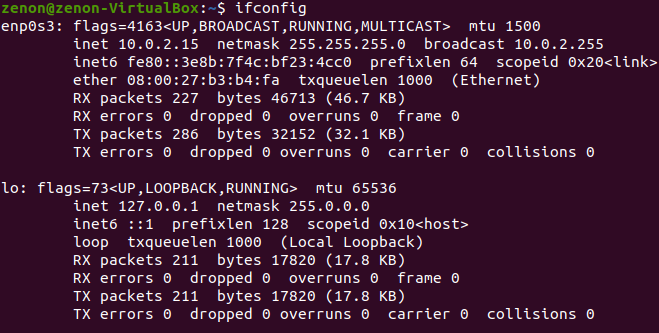 zenon@zenon-VirtualBox:~$ ifconfig
enp0s3: flags=4163<UP,BROADCAST,RUNNING,MULTICAST>  mtu 1500
        inet 10.0.2.15  netmask 255.255.255.0  broadcast 10.0.2.255
        inet6 fe80::3e8b:7f4c:bf23:4cc0  prefixlen 64  scopeid 0x20<link>
        ether 08:00:27:b3:b4:fa  txqueuelen 1000  (Ethernet)
        RX packets 227  bytes 46713 (46.7 KB)
        RX errors 0  dropped 0  overruns 0  frame 0
        TX packets 286  bytes 32152 (32.1 KB)
        TX errors 0  dropped 0 overruns 0  carrier 0  collisions 0

lo: flags=73<UP,LOOPBACK,RUNNING>  mtu 65536
        inet 127.0.0.1  netmask 255.0.0.0
        inet6 ::1  prefixlen 128  scopeid 0x10<host>
        loop  txqueuelen 1000  (Local Loopback)
        RX packets 211  bytes 17820 (17.8 KB)
        RX errors 0  dropped 0  overruns 0  frame 0
        TX packets 211  bytes 17820 (17.8 KB)
        TX errors 0  dropped 0 overruns 0  carrier 0  collisions 0